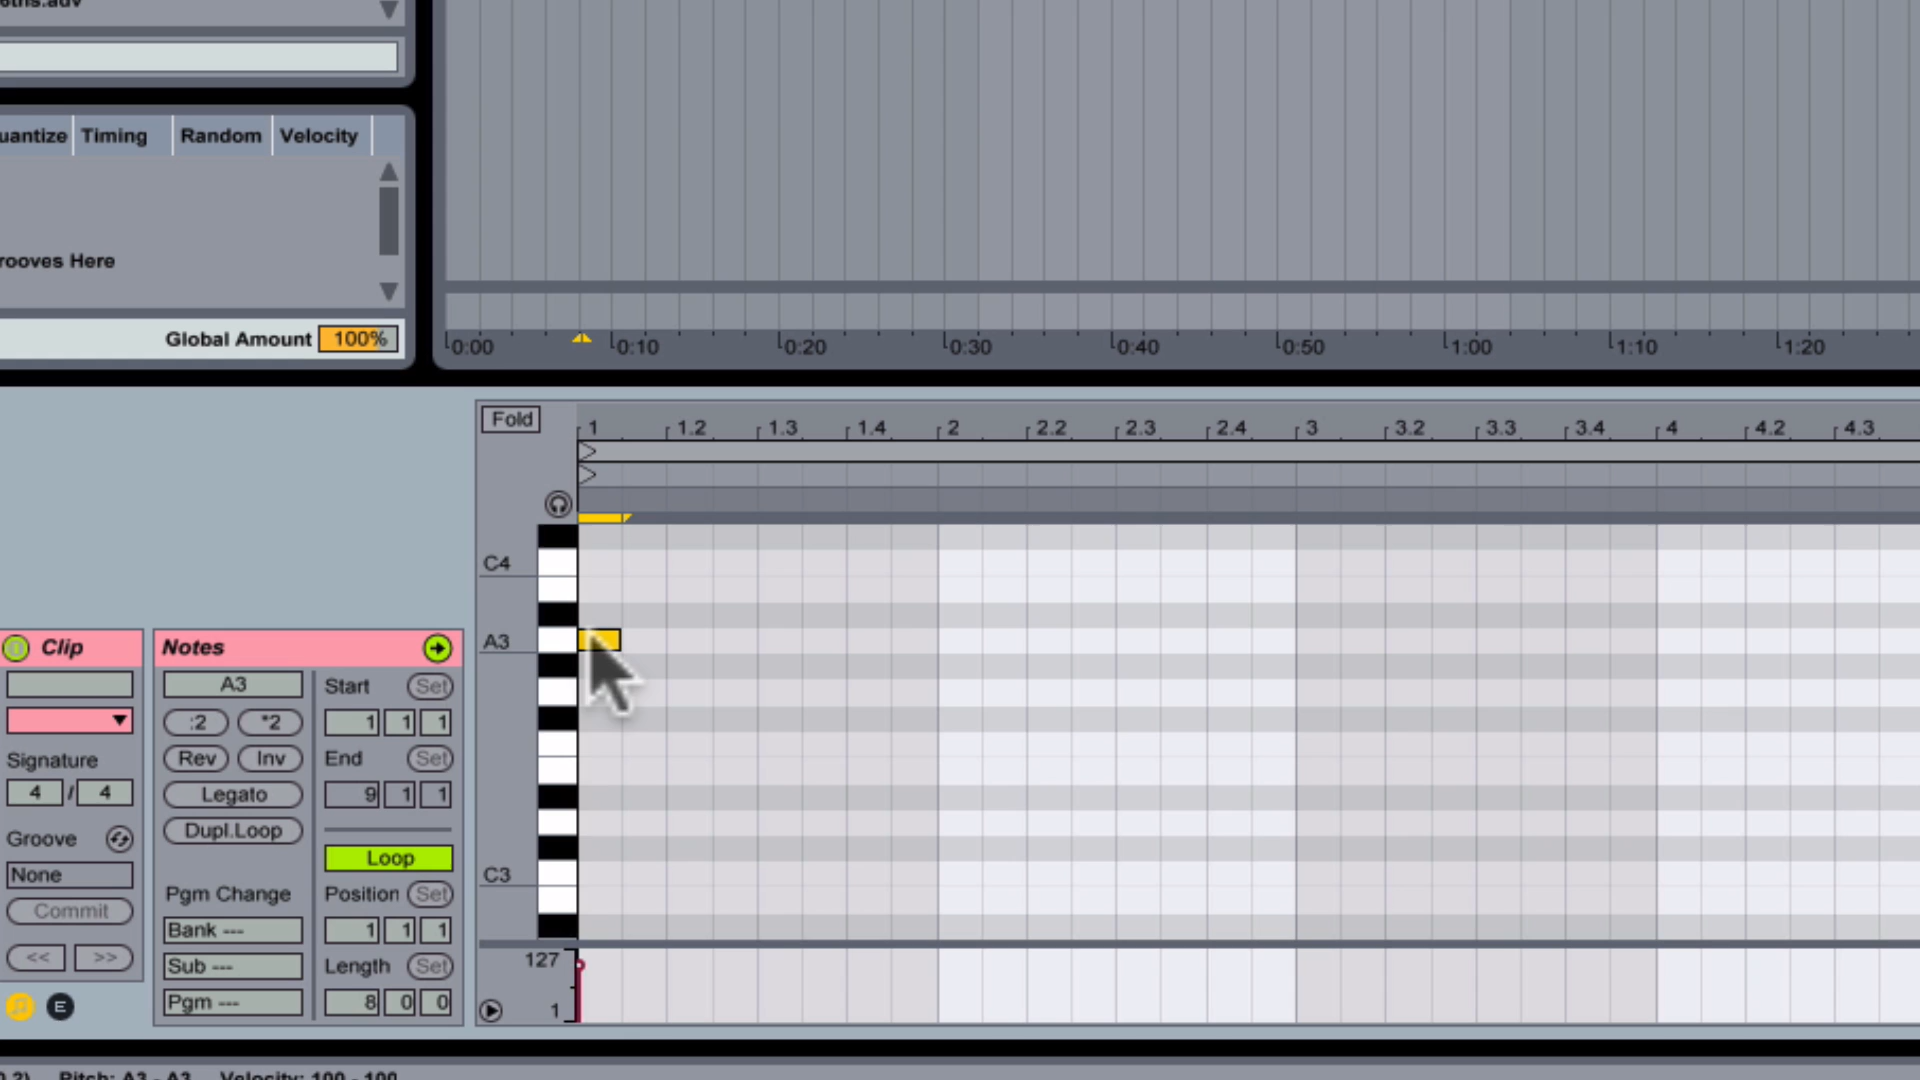 6ths.adv
uantize Timing Random Velocity
rooves Here
Global Amount 100%
0:00 0:10 0:20 0:30 0:40 0:50 1:00 1:10 1:20
Fold
1 1.2 1.3 1.4 2 2.2 2.3 2.4 3 3.2 3.3 3.4 4 4.2 4.3
C4
A3
C3
127
1
Clip
Signature
4 / 4
Groove
None
Commit
<< >>
E
Notes
A3
:2 *2
Rev Inv
Legato
Dupl.Loop
Pgm Change
Bank ---
Sub ---
Pgm ---
Start Set
1 1 1
End Set
9 1 1
Loop
Position Set
1 1 1
Length Set
8 0 0
0.2) Pitch: A3 - A3 Velocity: 100 - 100